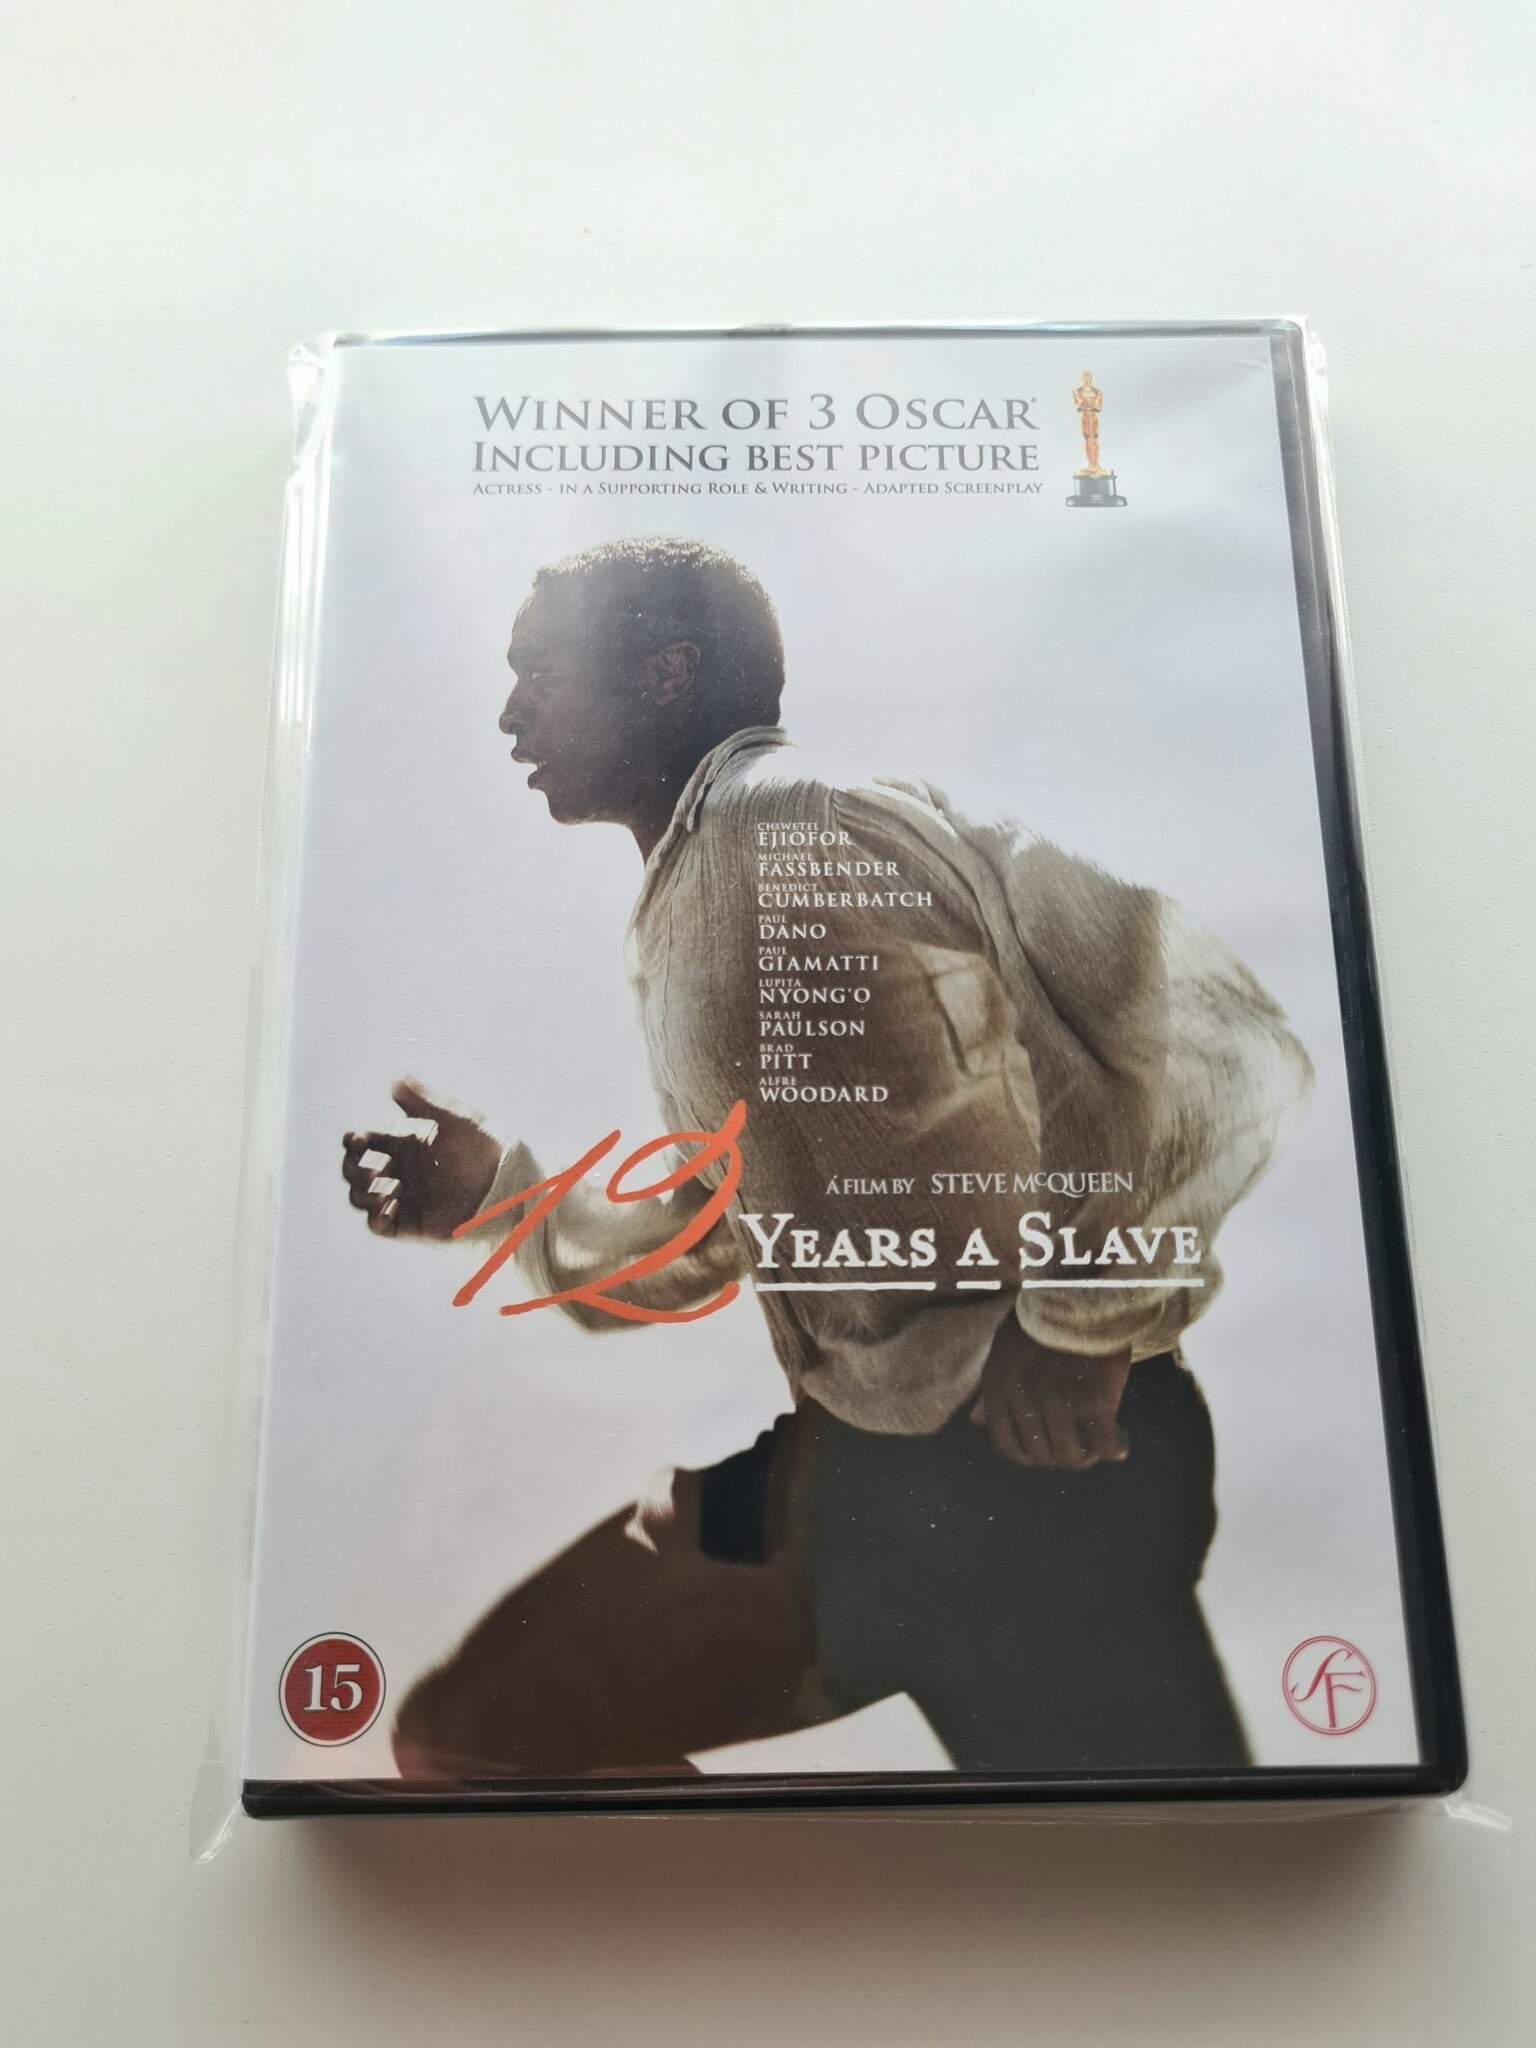 WINNER OF 3 OSCAR®
INCLUDING BEST PICTURE
ACTRESS - IN A SUPPORTING ROLE & WRITING - ADAPTED SCREENPLAY
CHIWETEL
EJIOFOR
MICHAEL
FASSBENDER
BENEDICT
CUMBERBATCH
PAUL
DANO
PAUL
GIAMATTI
LUPITA
NYONG'O
SARAH
PAULSON
BRAD
PITT
ALFRE
WOODARD
A FILM BY STEVE McQUEEN
12 YEARS A SLAVE
15
SF